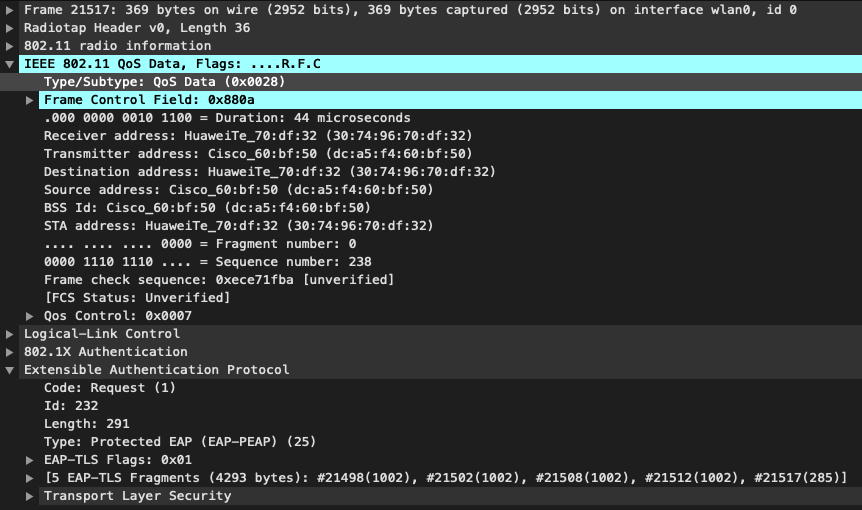 Frame 21517: 369 bytes on wire (2952 bits), 369 bytes captured (2952 bits) on interface wlan0, id 0
Radiotap Header v0, Length 36
802.11 radio information
IEEE 802.11 QoS Data, Flags: ....R.F.C
Type/Subtype: QoS Data (0x0028)
Frame Control Field: 0x880a
.000 0000 0010 1100 = Duration: 44 microseconds
Receiver address: HuaweiTe_70:df:32 (30:74:96:70:df:32)
Transmitter address: Cisco_60:bf:50 (dc:a5:f4:60:bf:50)
Destination address: HuaweiTe_70:df:32 (30:74:96:70:df:32)
Source address: Cisco_60:bf:50 (dc:a5:f4:60:bf:50)
BSS Id: Cisco_60:bf:50 (dc:a5:f4:60:bf:50)
STA address: HuaweiTe_70:df:32 (30:74:96:70:df:32)
.... .... .... 0000 = Fragment number: 0
0000 1110 1110 .... = Sequence number: 238
Frame check sequence: 0xece71fba [unverified]
[FCS Status: Unverified]
Qos Control: 0x0007
Logical-Link Control
802.1X Authentication
Extensible Authentication Protocol
Code: Request (1)
Id: 232
Length: 291
Type: Protected EAP (EAP-PEAP) (25)
EAP-TLS Flags: 0x01
[5 EAP-TLS Fragments (4293 bytes): #21498(1002), #21502(1002), #21508(1002), #21512(1002), #21517(285)]
Transport Layer Security